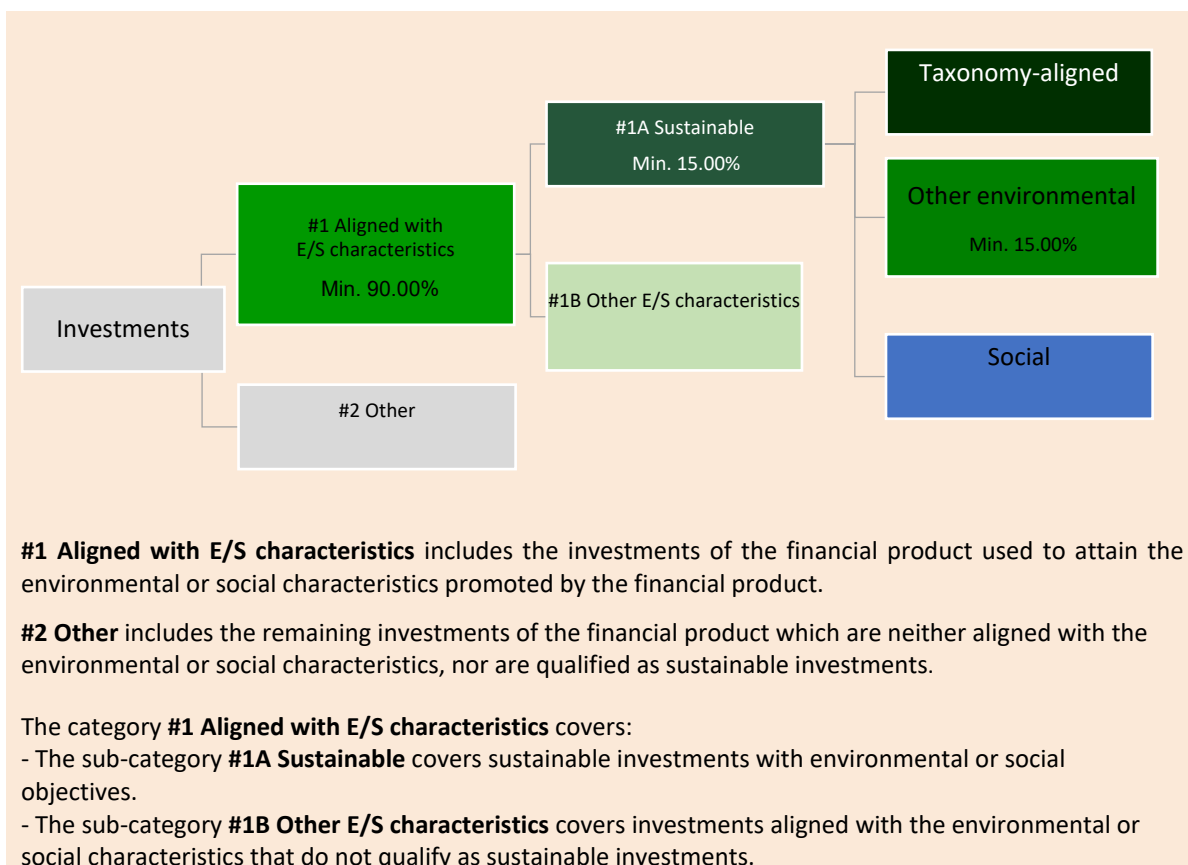 Taxonomy-aligned
#1A Sustainable
Min. 15.00%
Other environmental
Min. 15.00%
#1 Aligned with
E/S characteristics
Min. 90.00%
#1B Other E/S characteristics
Investments
Social
#2 Other
#1 Aligned with E/S characteristics includes the investments of the financial product used to attain the
environmental or social characteristics promoted by the financial product.
#2 Other includes the remaining investments of the financial product which are neither aligned with the
environmental or social characteristics, nor are qualified as sustainable investments.
The category #1 Aligned with E/S characteristics covers:
- The sub-category #1A Sustainable covers sustainable investments with environmental or social
objectives.
- The sub-category #1B Other E/S characteristics covers investments aligned with the environmental or
social characteristics that do not qualify as sustainable investments.